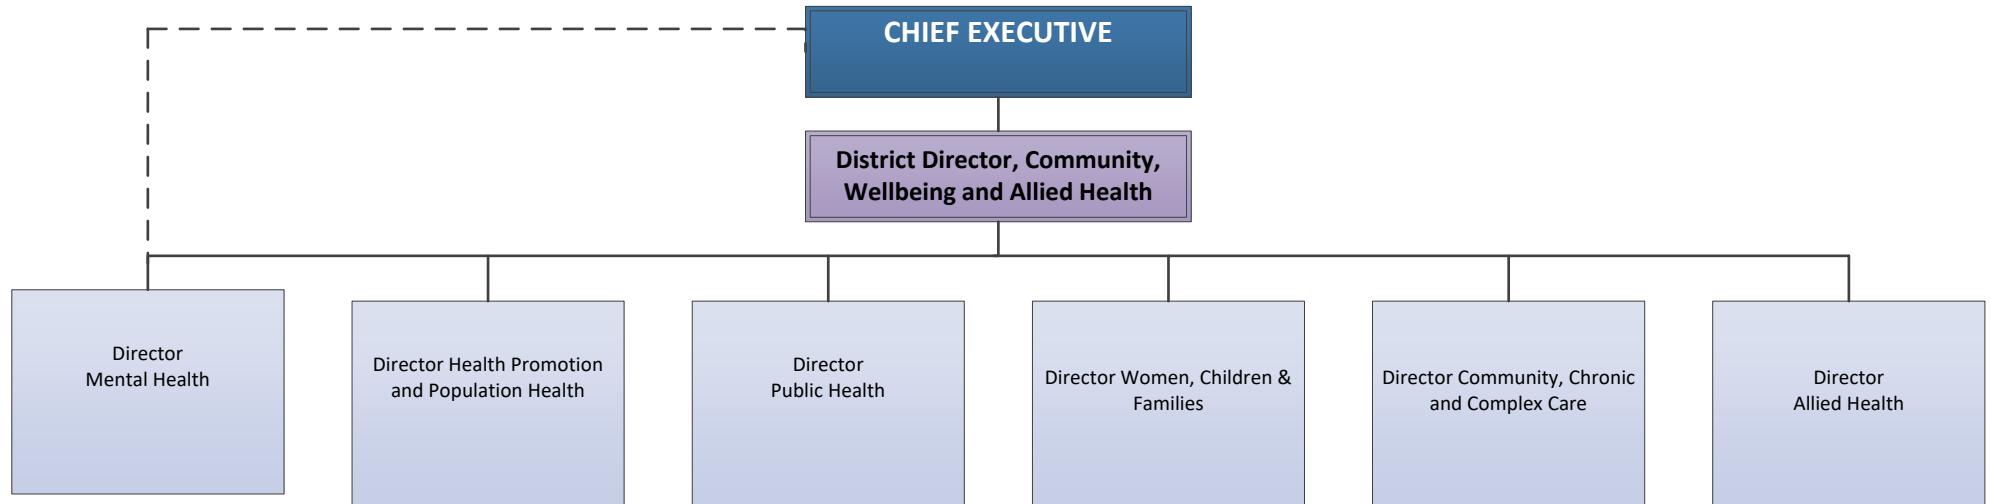 CHIEF EXECUTIVE
District Director, Community,
Wellbeing and Allied Health
Director
Mental Health
Director Health Promotion
and Population Health
Director
Public Health
Director Women, Children &
Families
Director Community, Chronic
and Complex Care
Director
Allied Health